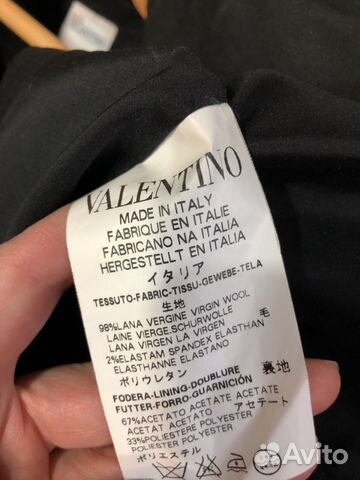 VALENTINO
MADE IN ITALY
FABRIQUE EN ITALIE
FABRICANO NA ITALIA
HERGESTELLT EN ITALIA
イタリア
TESSUTO-FABRIC-TISSU-GEWEBE-TELA
生地
98%LANA VERGINE VIRGIN WOOL
LAINE VIERGE.SCHURWOLLE
LANA VIRGEN LA VIRGEN 毛
2%ELASTAM SPANDEX ELASTHAN
ELASTHANNE ELASTANO
ポリウレタン
FODERA-LINING-DOUBLURE
FUTTER-FORRO-GUARNICIÓN 裏地
67%ACETATO ACETATE ACETATE
ACETAT ACETATO アセテート
33%POLIESTERE POLYESTER
POLYESTER POLYESTER
ポリエステル
Avito